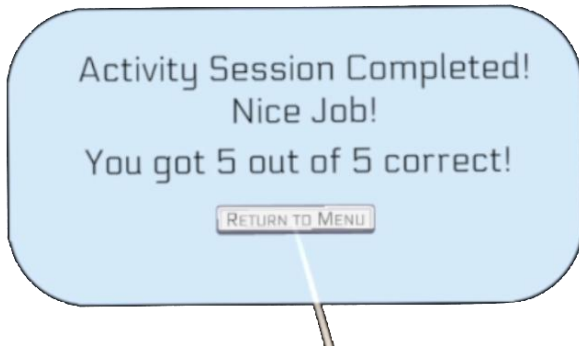 Activity Session Completed!
Nice Job!
You got 5 out of 5 correct!
RETURN TO MENU